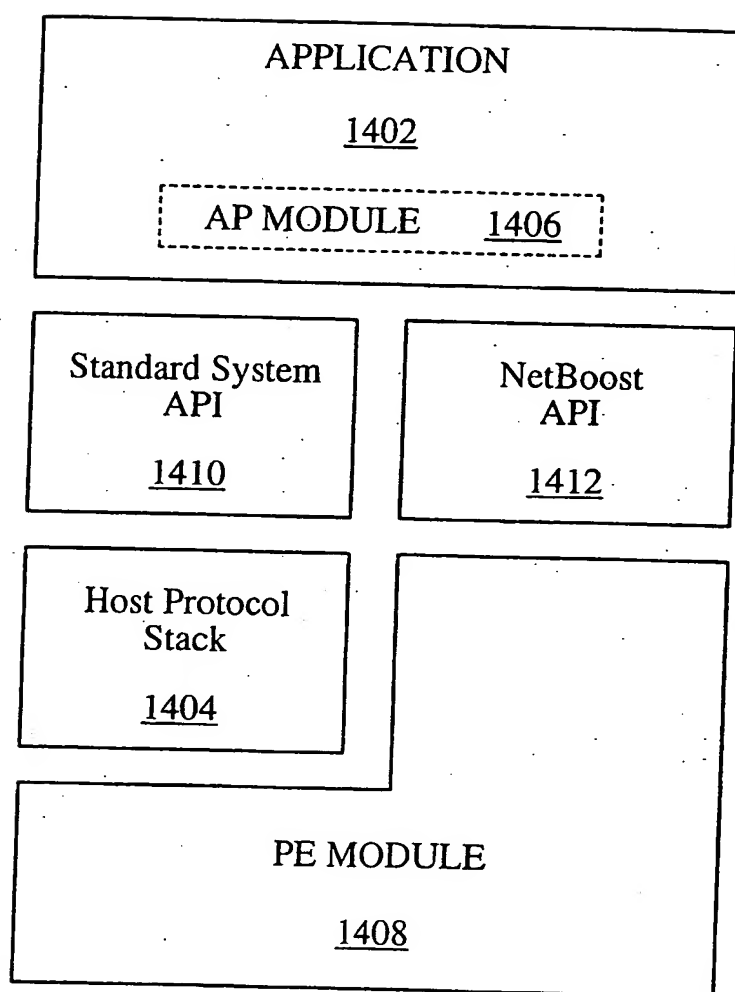 APPLICATION
1402
AP MODULE 1406
Standard System
API
1410
NetBoost
API
1412
Host Protocol
Stack
1404
PE MODULE
1408